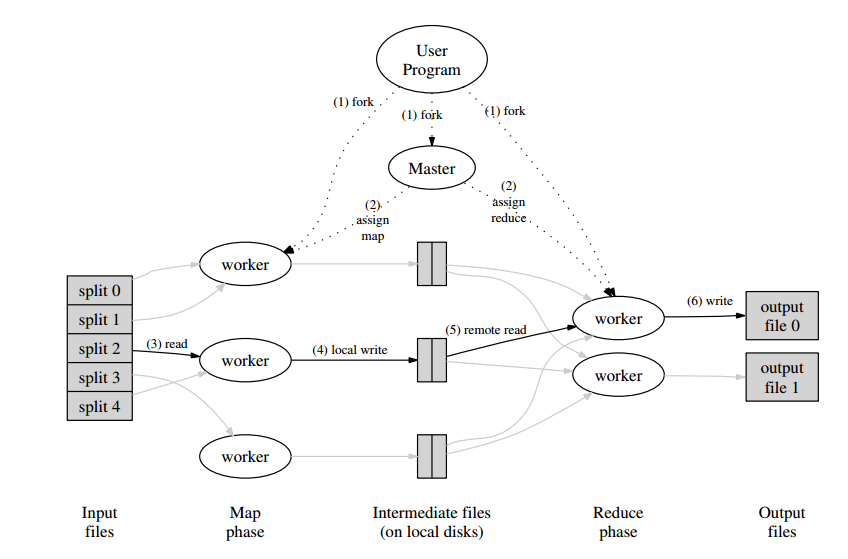 User
Program
(1) fork
(1) fork
(1) fork
Master
(2)
assign
map
(2)
assign
reduce
worker
split 0
split 1
split 2
split 3
split 4
(3) read
worker
(4) local write
(5) remote read
worker
worker
worker
(6) write
output
file 0
output
file 1
Input
files
Map
phase
Intermediate files
(on local disks)
Reduce
phase
Output
files